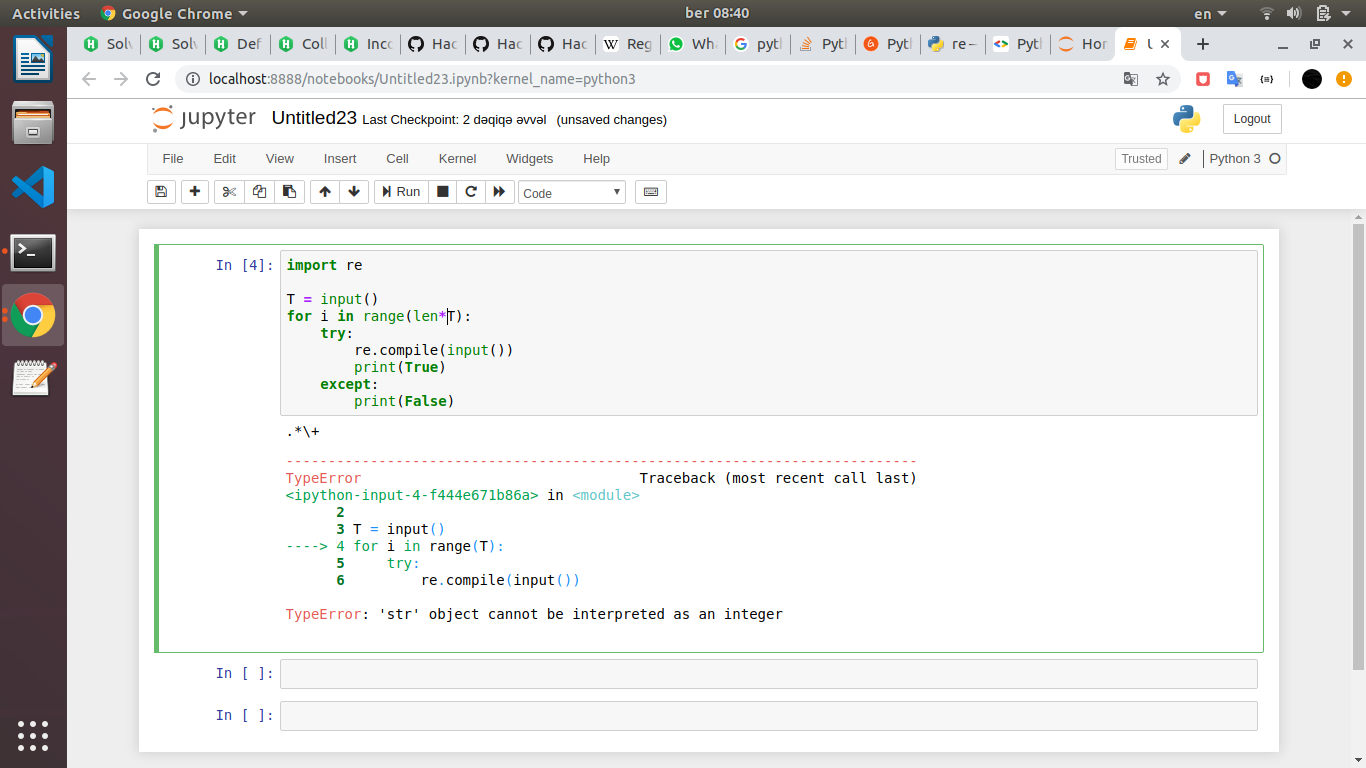 Activities Google Chrome ber 08:40 en
Solv Solv Def Coll Inco Hac Hac Hac Reg Wha pyt Pyt Pyt re — Pyt Hor U
localhost:8888/notebooks/Untitled23.ipynb?kernel_name=python3
jupyter Untitled23 Last Checkpoint: 2 dəqiqə əvvəl (unsaved changes) Logout
File Edit View Insert Cell Kernel Widgets Help Trusted Python 3
Run Code
In [4]: import re
T = input()
for i in range(len*T):
    try:
        re.compile(input())
        print(True)
    except:
        print(False)
.*\+
---------------------------------------------------------------------------
TypeError Traceback (most recent call last)
<ipython-input-4-f444e671b86a> in <module>
      2
      3 T = input()
----> 4 for i in range(T):
      5     try:
      6         re.compile(input())
TypeError: 'str' object cannot be interpreted as an integer
In [ ]:
In [ ]: